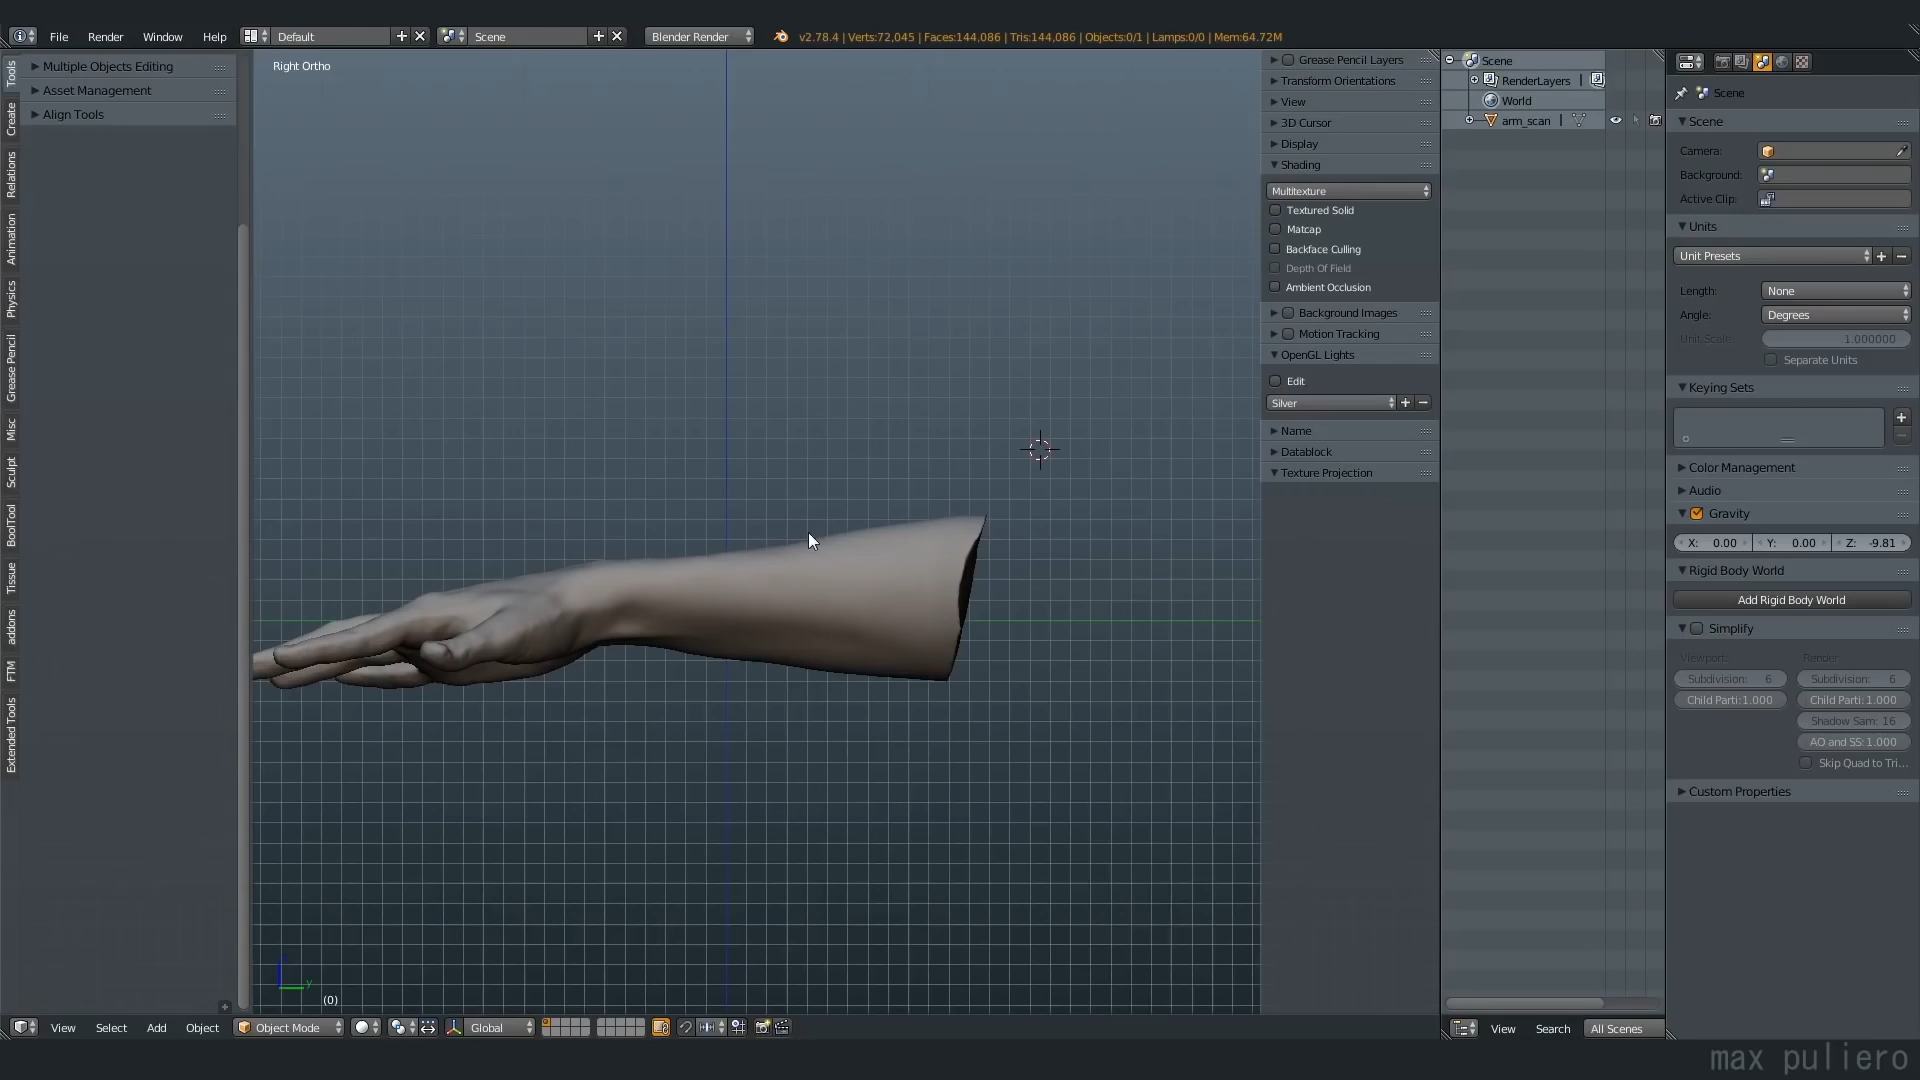 File Render Window Help Default Scene Blender Render v2.78.4 | Verts:72,045 | Faces:144,086 | Tris:144,086 | Objects:0/1 | Lamps:0/0 | Mem:64.72M
Tools
Create
Relations
Animation
Physics
Grease Pencil
Misc
Sculpt
BoolTool
Tissue
addons
FTM
Extended Tools
Multiple Objects Editing
Asset Management
Align Tools
Right Ortho
y
(0)
Grease Pencil Layers
Transform Orientations
View
3D Cursor
Display
Shading
Multitexture
Textured Solid
Matcap
Backface Culling
Depth Of Field
Ambient Occlusion
Background Images
Motion Tracking
OpenGL Lights
Edit
Silver
Name
Datablock
Texture Projection
Scene
RenderLayers |
World
arm_scan |
Scene
Scene
Camera:
Background:
Active Clip:
Units
Unit Presets
Length: None
Angle: Degrees
Unit Scale: 1.000000
Separate Units
Keying Sets
Color Management
Audio
Gravity
X: 0.00 Y: 0.00 Z: -9.81
Rigid Body World
Add Rigid Body World
Simplify
Viewport: Render:
Subdivision: 6 Subdivision: 6
Child Parti:1.000 Child Parti: 1.000
Shadow Sam: 16
AO and SS: 1.000
Skip Quad to Tri...
Custom Properties
View Select Add Object Object Mode Global
View Search All Scenes
max puliero